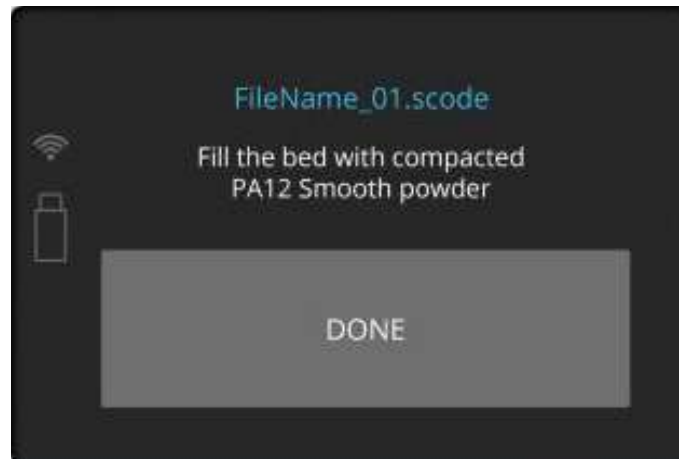 FileName_01.scode
Fill the bed with compacted
PA12 Smooth powder
DONE